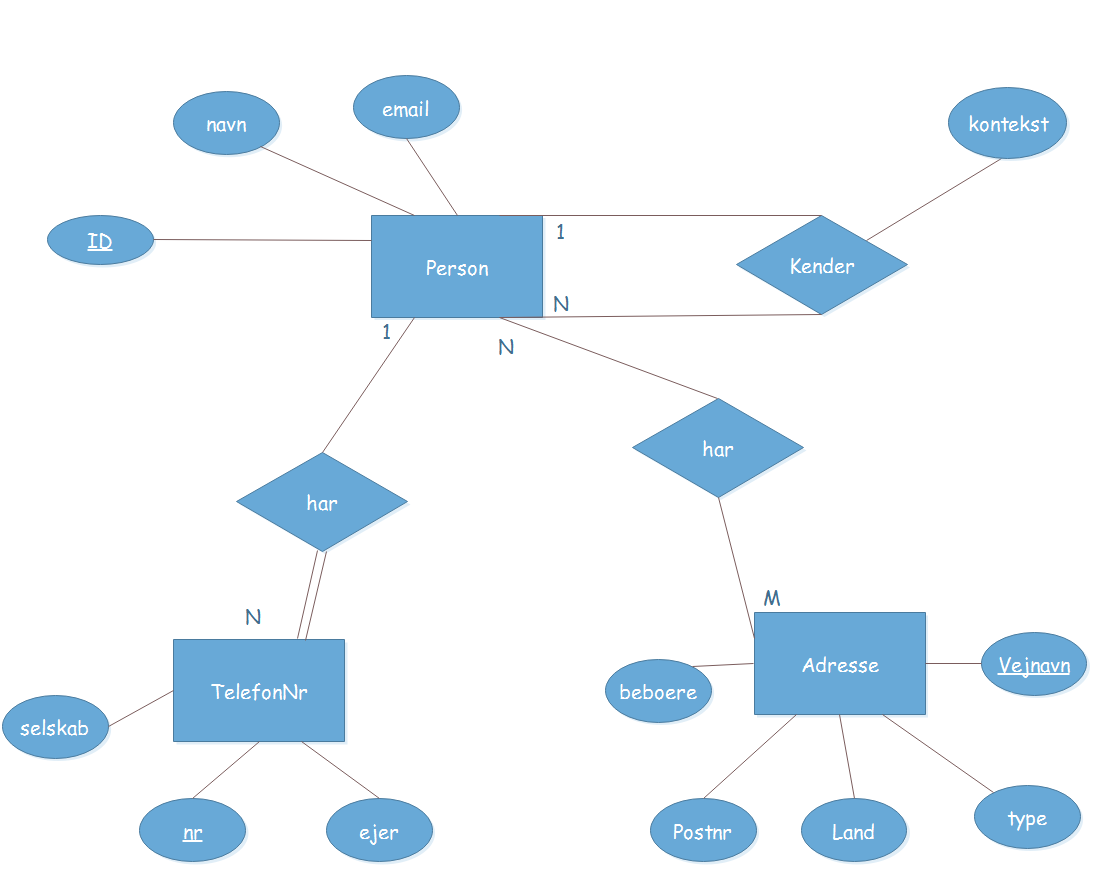 email
navn
kontekst
ID
1
Person
Kender
N
1
N
har
har
M
N
Adresse
Vejnavn
TelefonNr
beboere
selskab
type
nr
ejer
Postnr
Land